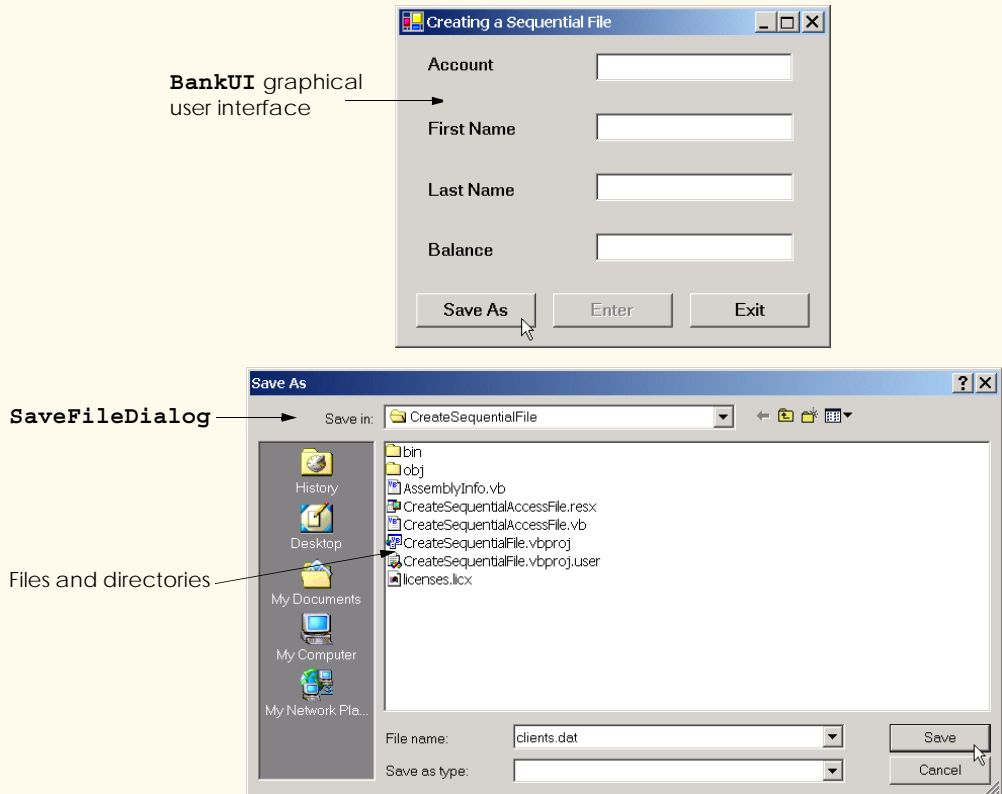 Creating a Sequential File
Account
BankUI graphical
user interface
First Name
Last Name
Balance
Save As
Enter
Exit
Save As
SaveFileDialog
Save in:
CreateSequentialFile
History
Desktop
My Documents
My Computer
My Network Pla...
bin
obj
AssemblyInfo.vb
CreateSequentialAccessFile.resx
CreateSequentialAccessFile.vb
CreateSequentialFile.vbproj
CreateSequentialFile.vbproj.user
licenses.licx
Files and directories
File name:
clients.dat
Save
Save as type:
Cancel